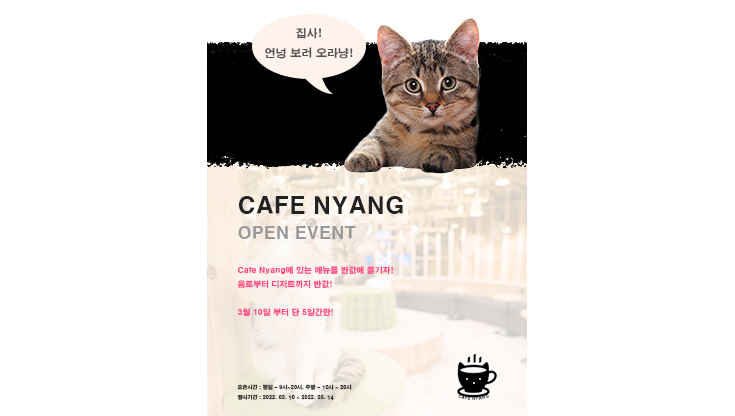 집사!
언넝 보러 오라냥!
CAFE NYANG
OPEN EVENT
Cafe Nyang에 있는 메뉴를 반값에 즐기자!
음료부터 디저트까지 반값!
3월 10일 부터 단 5일간만!
오픈시간 : 평일 - 9시~20시, 주말 - 10시 ~ 20시
행사기간 : 2022. 03. 10 ~ 2022. 03. 14
CAFE NYANG